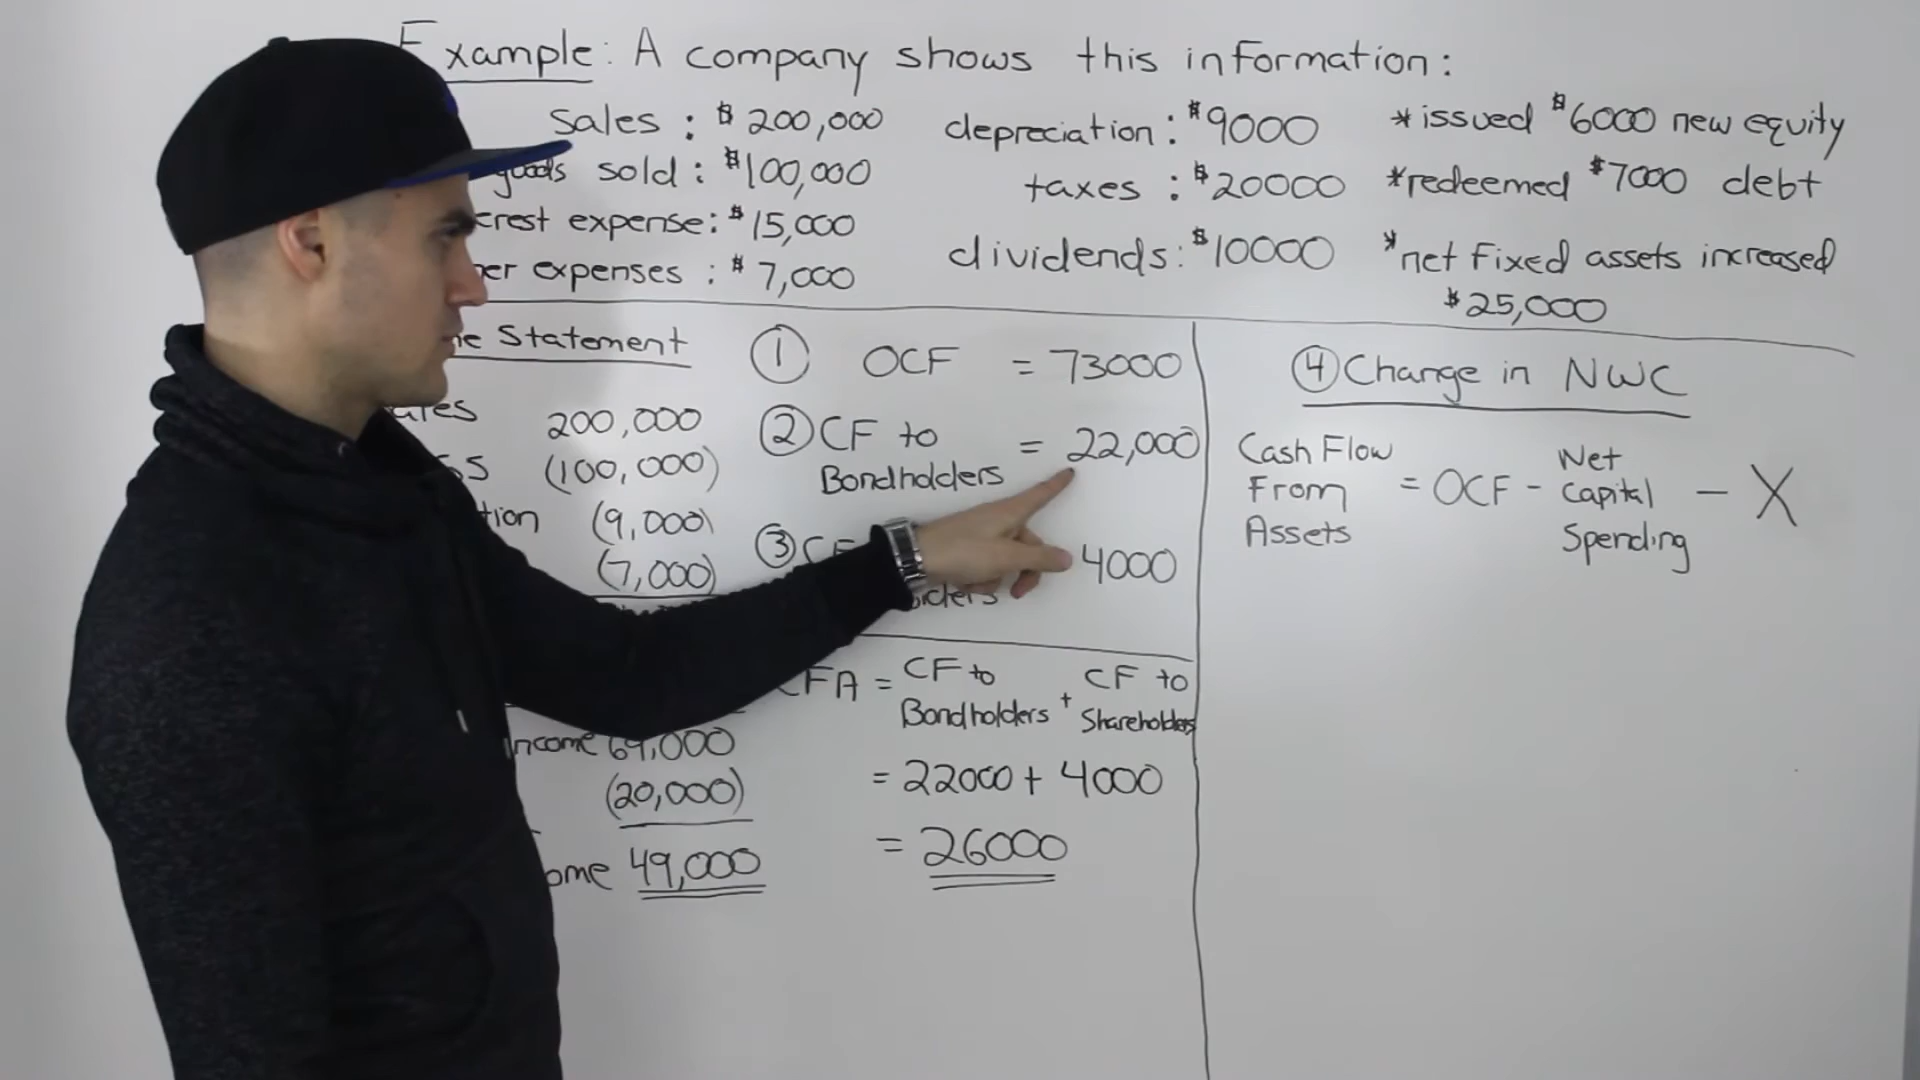 Example: A company shows this information:
sales : $ 200,000
goods sold : $100,000
expense: $ 15,000
expenses : $ 7,000
depreciation : $9000
taxes : $20000
dividends: $10000
* issued $6000 new equity
* redeemed $7000 debt
* net fixed assets increased
$25,000
Statement
200,000
(100,000)
(9,000)
(7,000)
69,000
(20,000)
49,000
① OCF = 73000
② CF to
Bondholders = 22,000
③
4000
CF to
Bondholders + CF to
Shareholders
= 22000 + 4000
= 26000
④ Change in NWC
Cash Flow
From
Assets
= OCF -
Net
Capital
Spending
- X